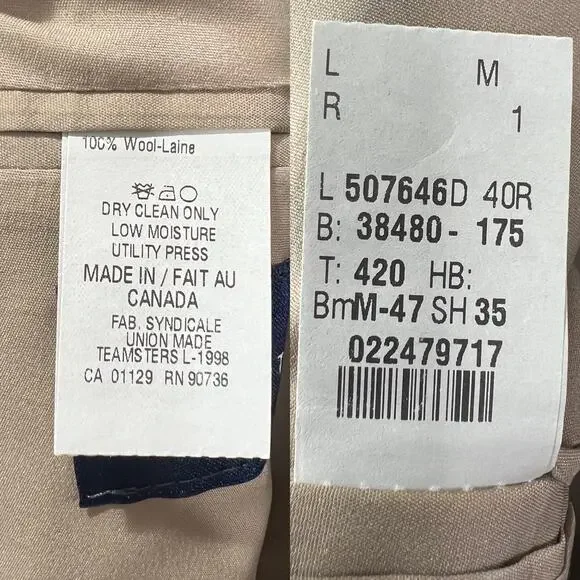 100% Wool-Laine
DRY CLEAN ONLY
LOW MOISTURE
UTILITY PRESS
MADE IN / FAIT AU
CANADA
FAB. SYNDICALE
UNION MADE
TEAMSTERS L-1998
CA 01129 RN 90736
L M
R 1
L 507646D 40R
B: 38480- 175
T: 420 HB:
BmM-47 SH 35
022479717